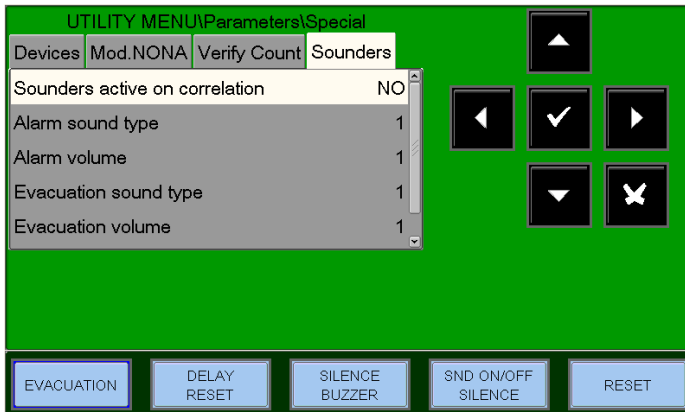 UTILITY MENU\Parameters\Special
Devices Mod.NONA Verify Count Sounders
Sounders active on correlation NO
Alarm sound type 1
Alarm volume 1
Evacuation sound type 1
Evacuation volume 1
EVACUATION
DELAY
RESET
SILENCE
BUZZER
SND ON/OFF
SILENCE
RESET